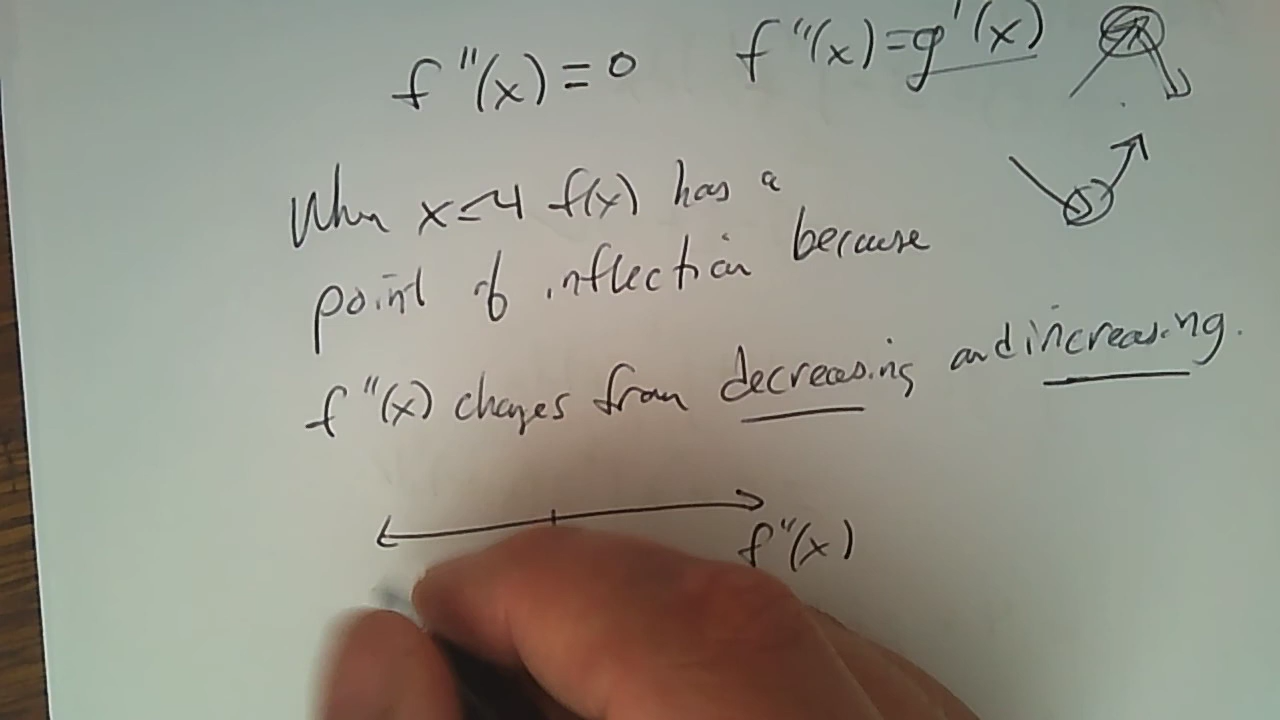 f''(x) = 0
f''(x) = g'(x)
When x=4 f(x) has a
point of inflection because
f''(x) changes from decreasing and increasing.
f''(x)